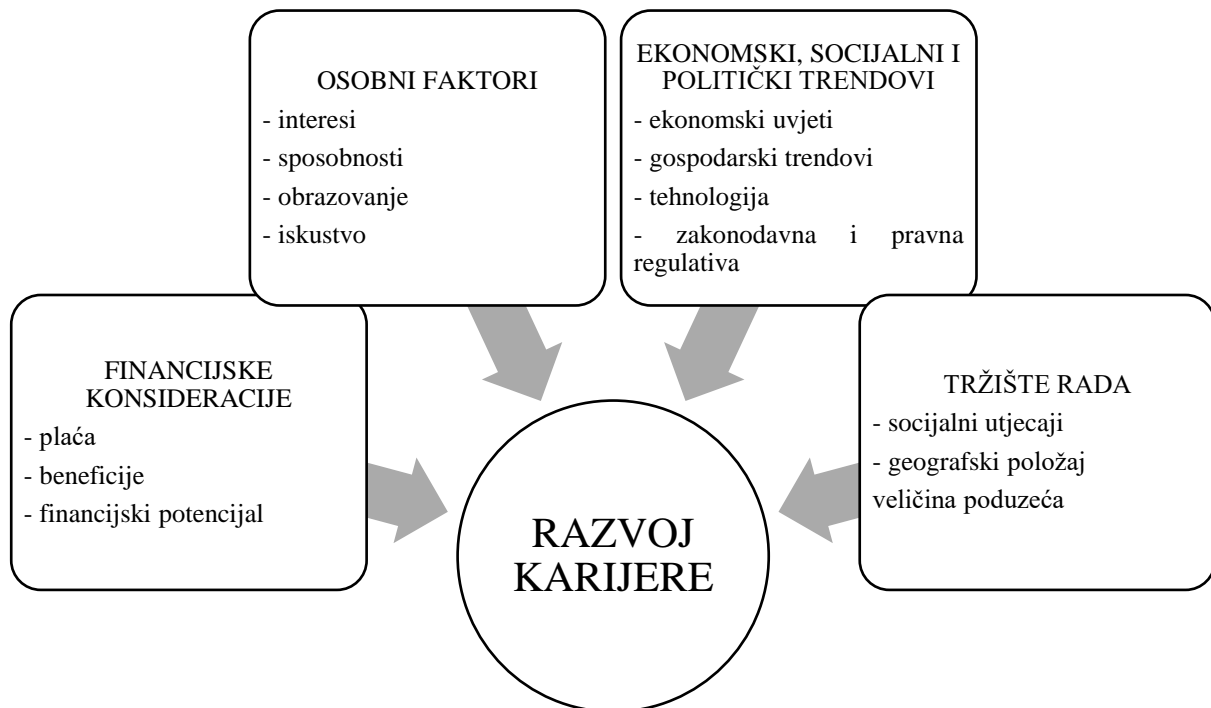 OSOBNI FAKTORI
- interesi
- sposobnosti
- obrazovanje
- iskustvo
EKONOMSKI, SOCIJALNI I
POLITIČKI TRENDOVI
- ekonomski uvjeti
- gospodarski trendovi
- tehnologija
- zakonodavna i pravna
regulativa
FINANCIJSKE
KONSIDERACIJE
- plaća
- beneficije
- financijski potencijal
TRŽIŠTE RADA
- socijalni utjecaji
- geografski položaj
veličina poduzeća
RAZVOJ
KARIJERE